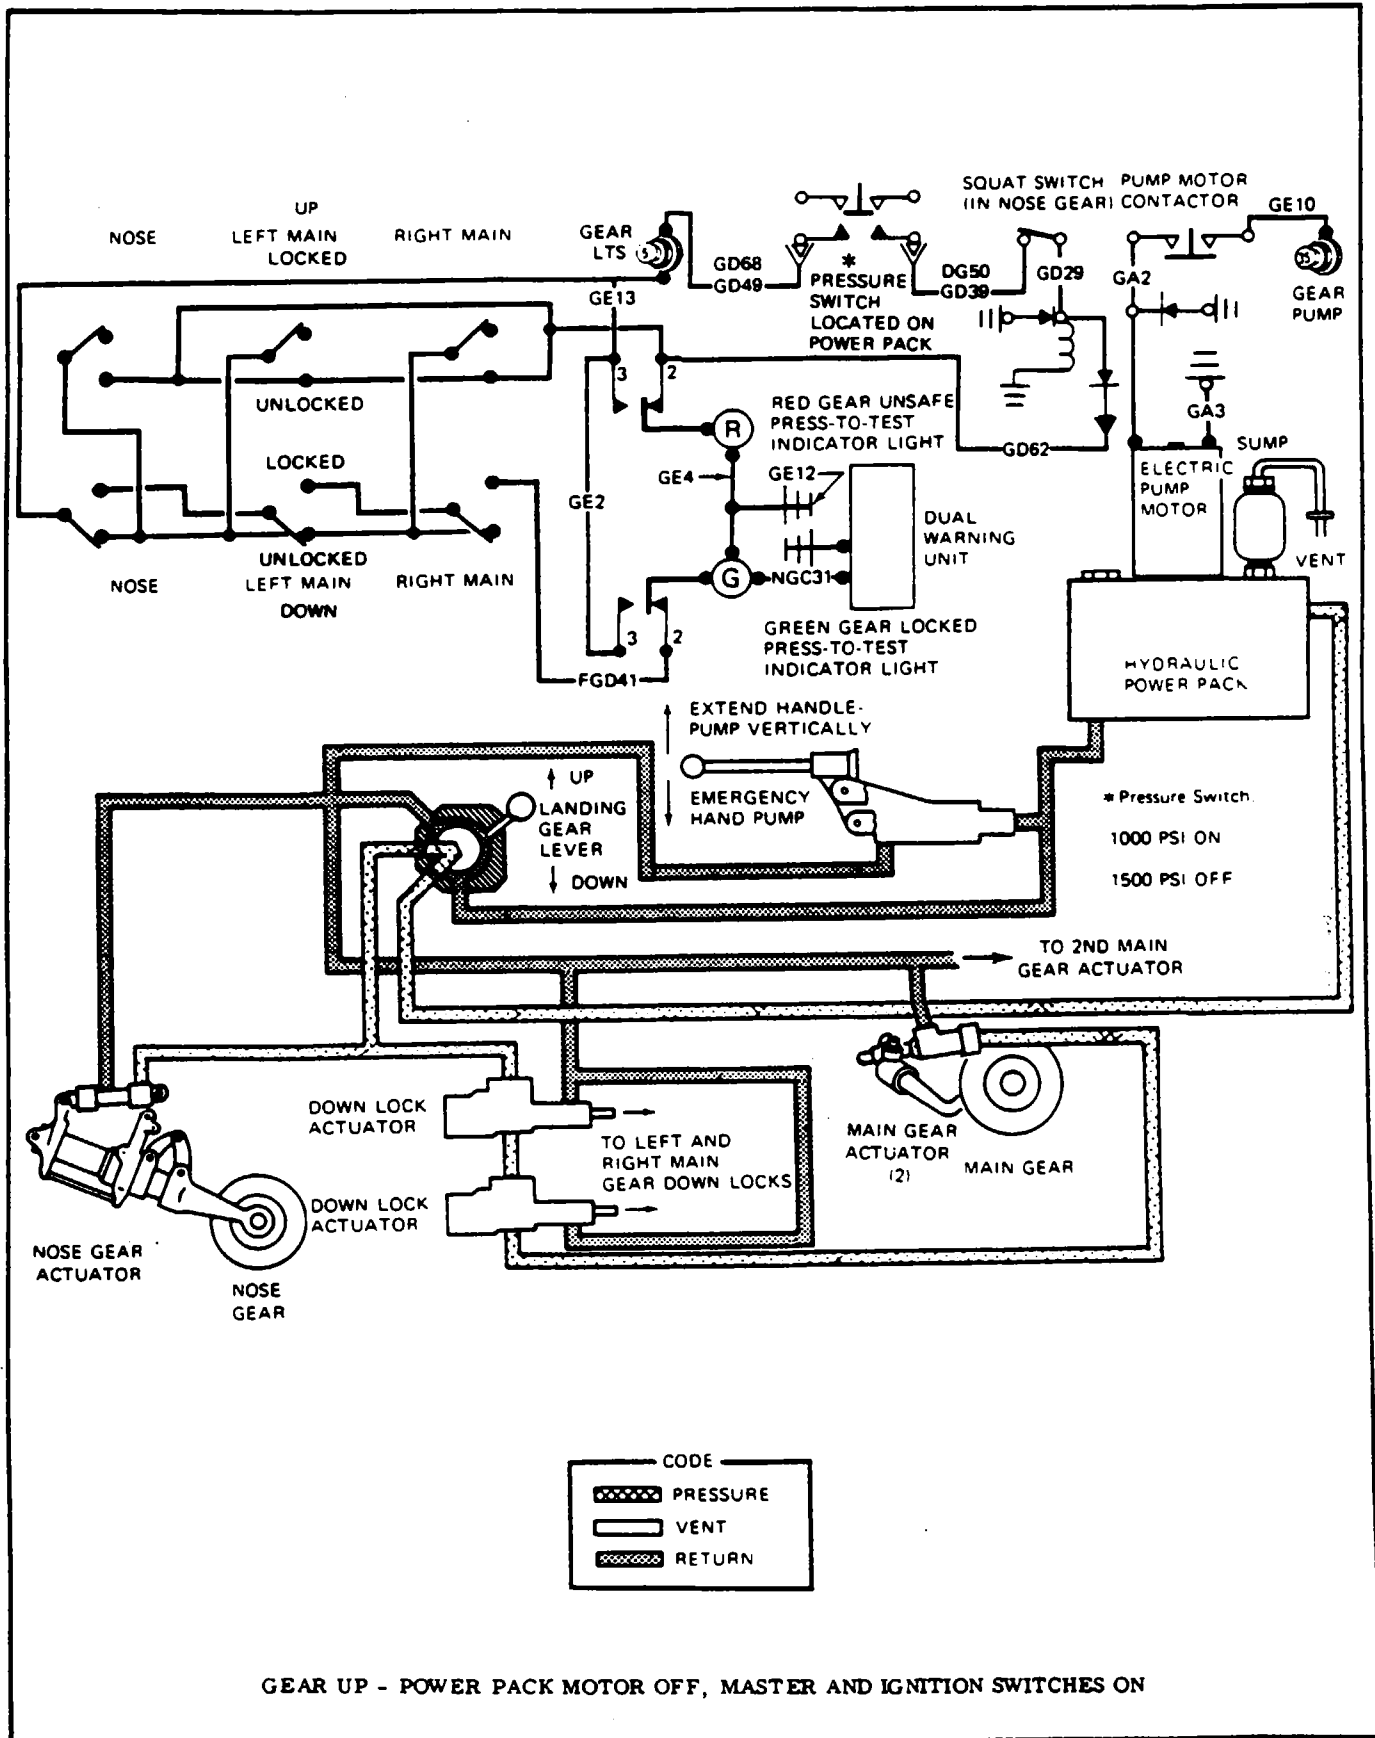 SQUAT SWITCH
(IN NOSE GEAR)
PUMP MOTOR
CONTACTOR
GE10
UP
NOSE
LEFT MAIN
RIGHT MAIN
LOCKED
GEAR
LTS
5
GD68
GD49
*
PRESSURE
SWITCH
LOCATED ON
POWER PACK
DG50
GD39
GD29
GA2
35
GEAR
PUMP
GE13
3
2
UNLOCKED
RED GEAR UNSAFE
PRESS-TO-TEST
INDICATOR LIGHT
R
GA3
GD62
LOCKED
GE2
GE4
GE12
ELECTRIC
PUMP
MOTOR
SUMP
DUAL
WARNING
UNIT
VENT
UNLOCKED
NOSE
LEFT MAIN
RIGHT MAIN
DOWN
G
NGC31
GREEN GEAR LOCKED
PRESS-TO-TEST
INDICATOR LIGHT
3
2
FGD41
HYDRAULIC
POWER PACK
EXTEND HANDLE-
PUMP VERTICALLY
UP
LANDING
GEAR
LEVER
DOWN
EMERGENCY
HAND PUMP
* Pressure Switch
1000 PSI ON
1500 PSI OFF
TO 2ND MAIN
GEAR ACTUATOR
DOWN LOCK
ACTUATOR
TO LEFT AND
RIGHT MAIN
GEAR DOWN LOCKS
MAIN GEAR
ACTUATOR
(2)
MAIN GEAR
DOWN LOCK
ACTUATOR
NOSE GEAR
ACTUATOR
NOSE
GEAR
CODE
PRESSURE
VENT
RETURN
GEAR UP - POWER PACK MOTOR OFF, MASTER AND IGNITION SWITCHES ON